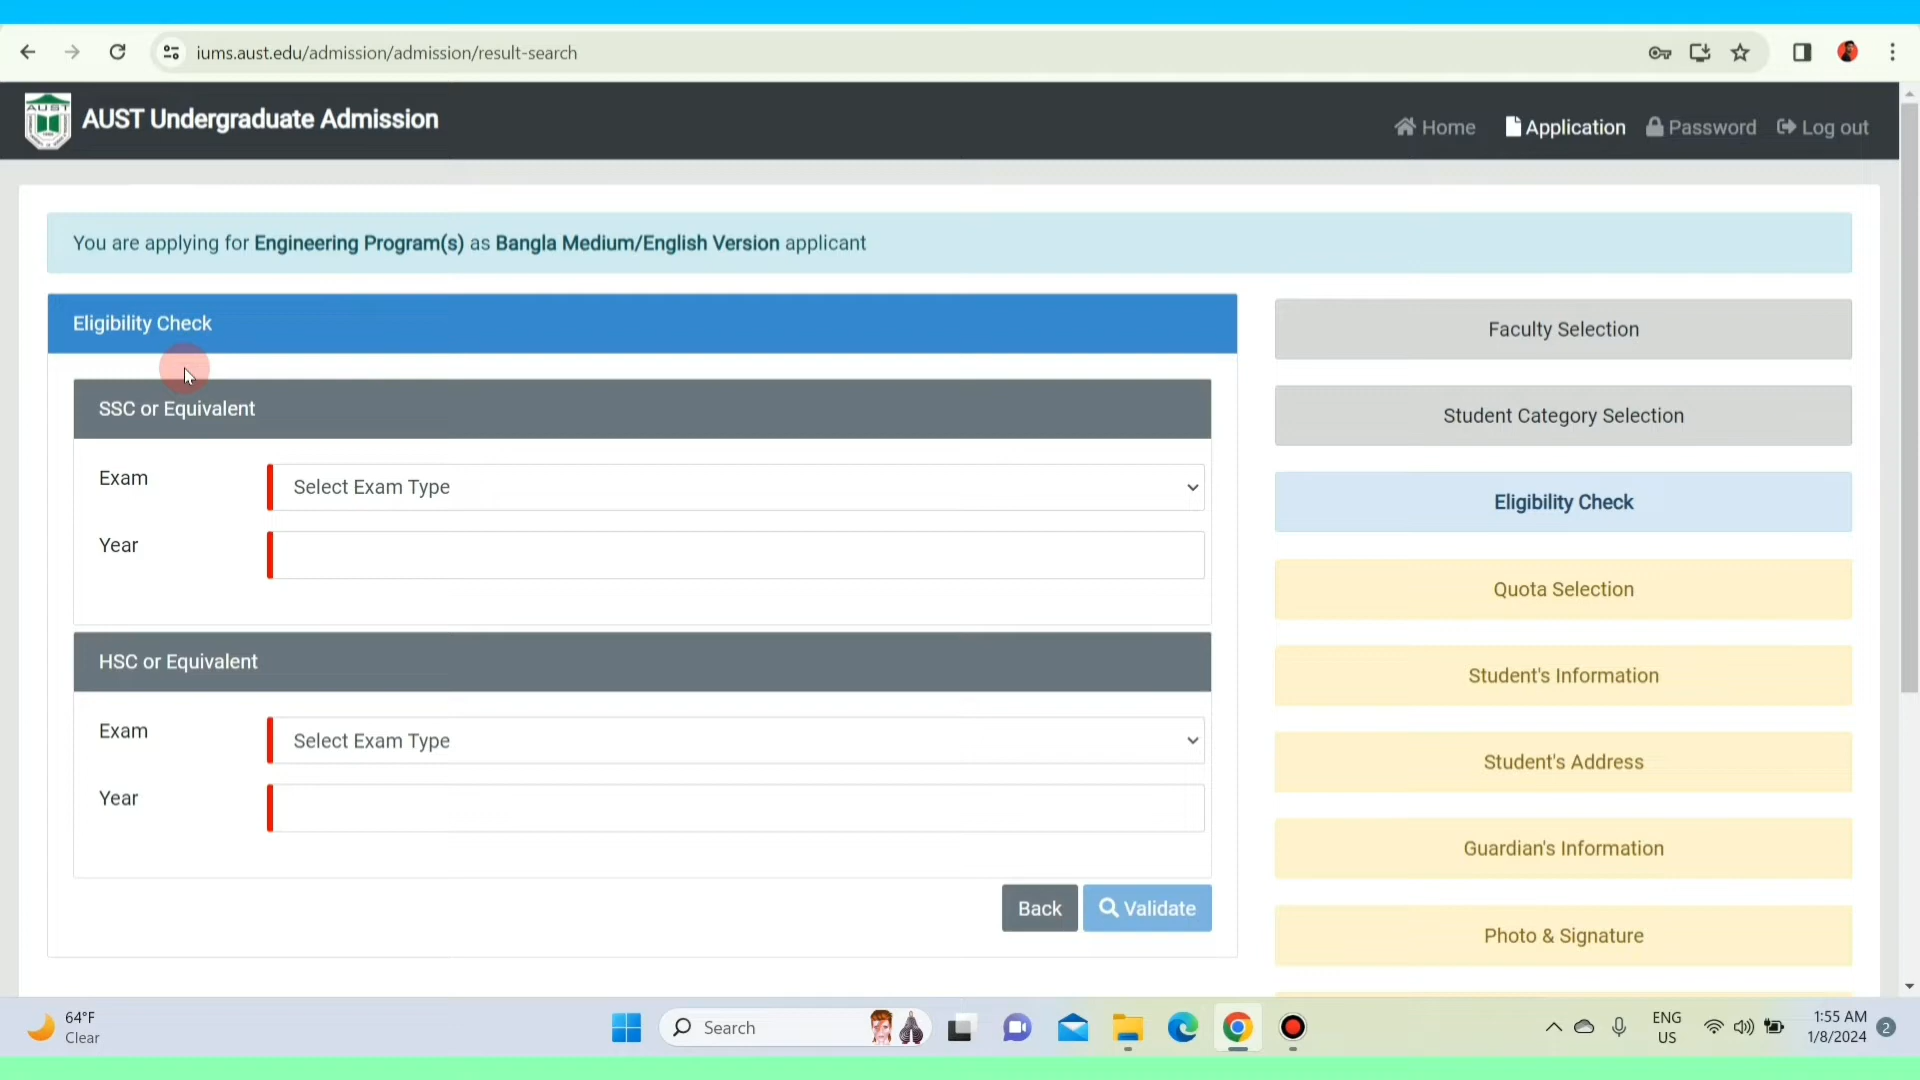 iums.aust.edu/admission/admission/result-search
AUST
AUST Undergraduate Admission
Home
Application
Password
Log out
You are applying for Engineering Program(s) as Bangla Medium/English Version applicant
Eligibility Check
SSC or Equivalent
Exam
Select Exam Type
Year
HSC or Equivalent
Exam
Select Exam Type
Year
Back
Validate
Faculty Selection
Student Category Selection
Eligibility Check
Quota Selection
Student's Information
Student's Address
Guardian's Information
Photo & Signature
64°F
Clear
Search
ENG
US
1:55 AM
1/8/2024
2